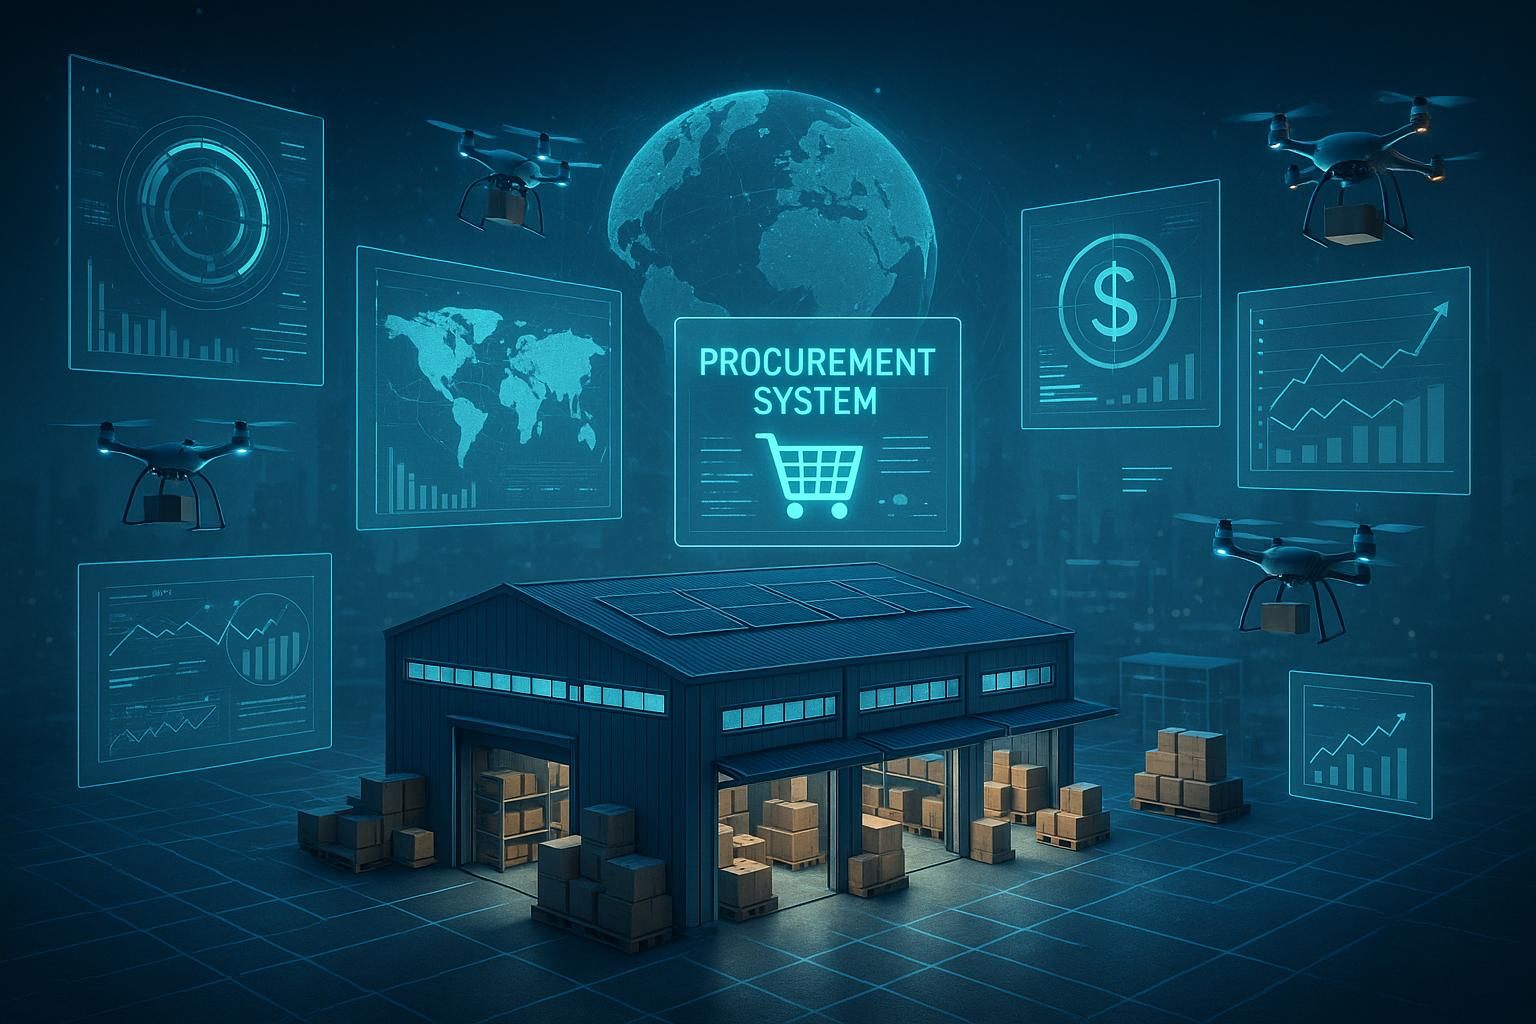 PROCUREMENT
SYSTEM
$